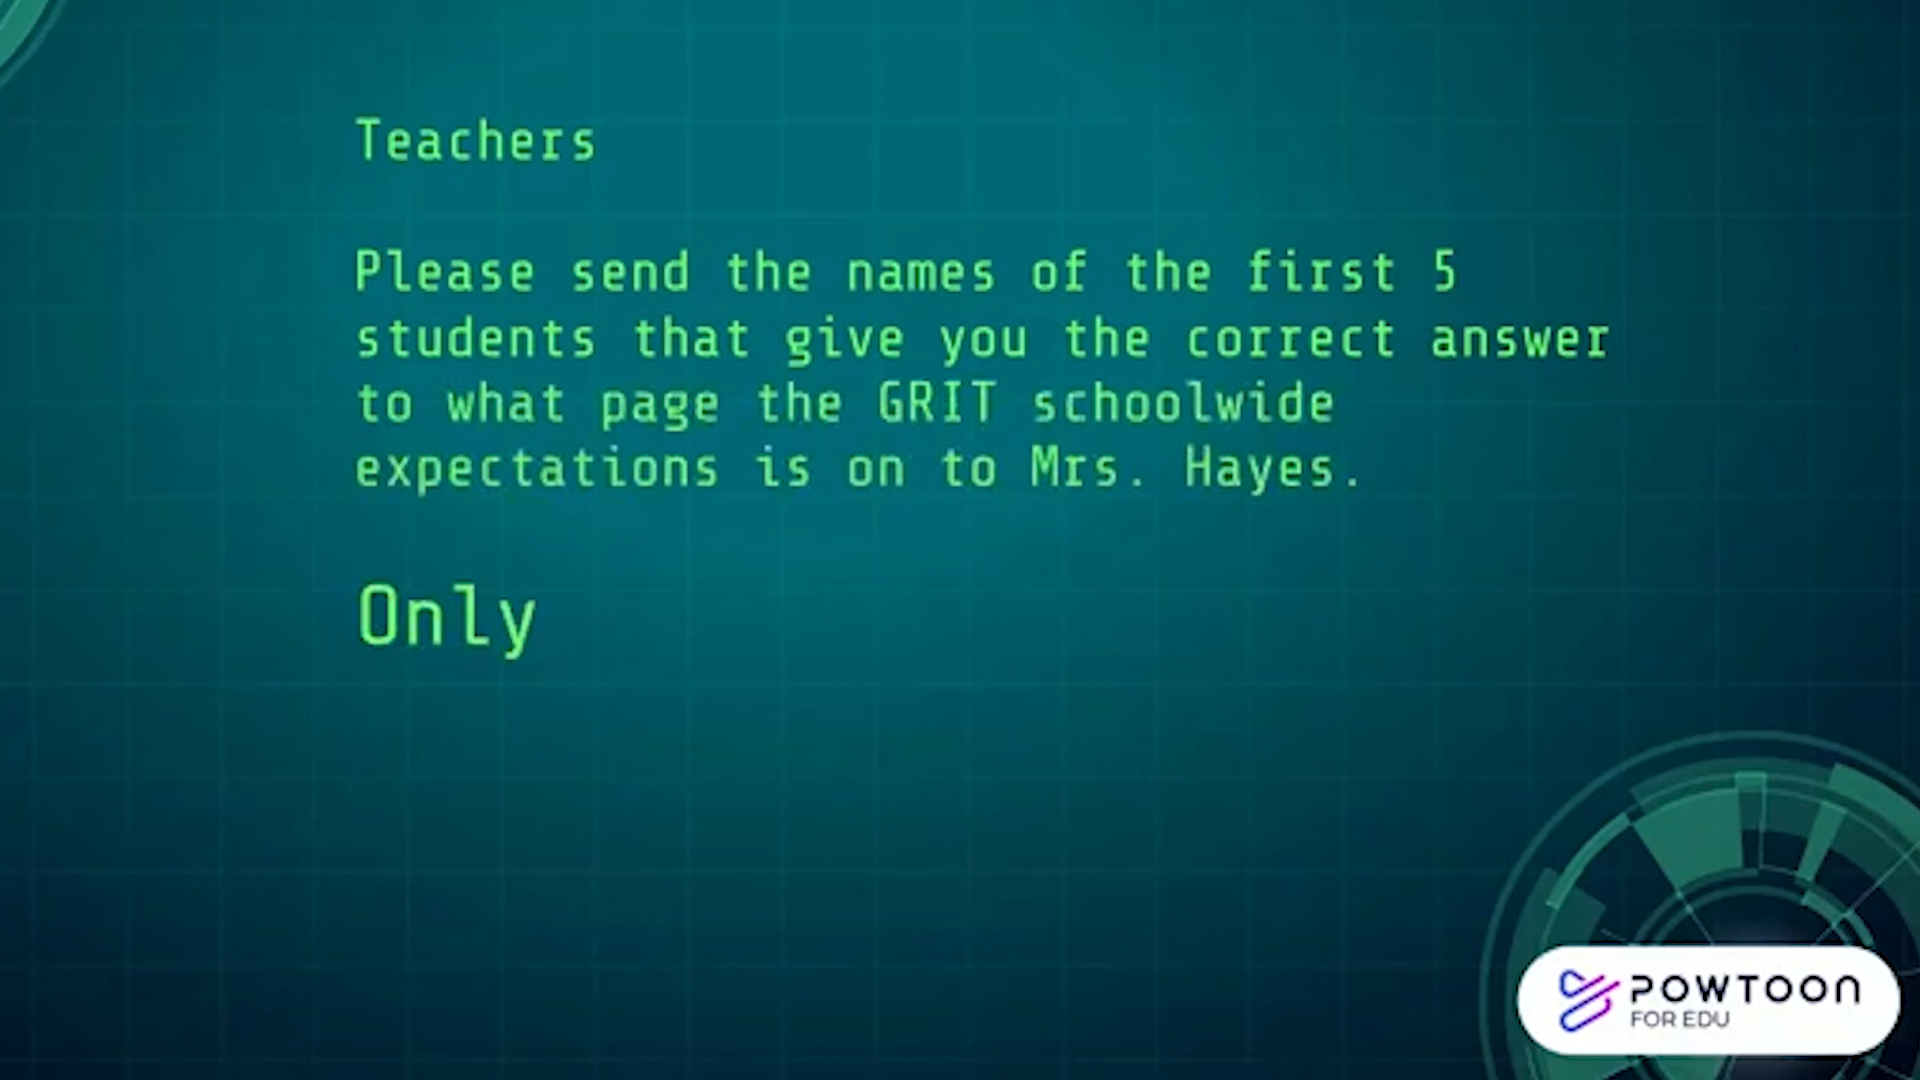 Teachers
Please send the names of the first 5
students that give you the correct answer
to what page the GRIT schoolwide
expectations is on to Mrs. Hayes.
Only
POWTOON
FOR EDU